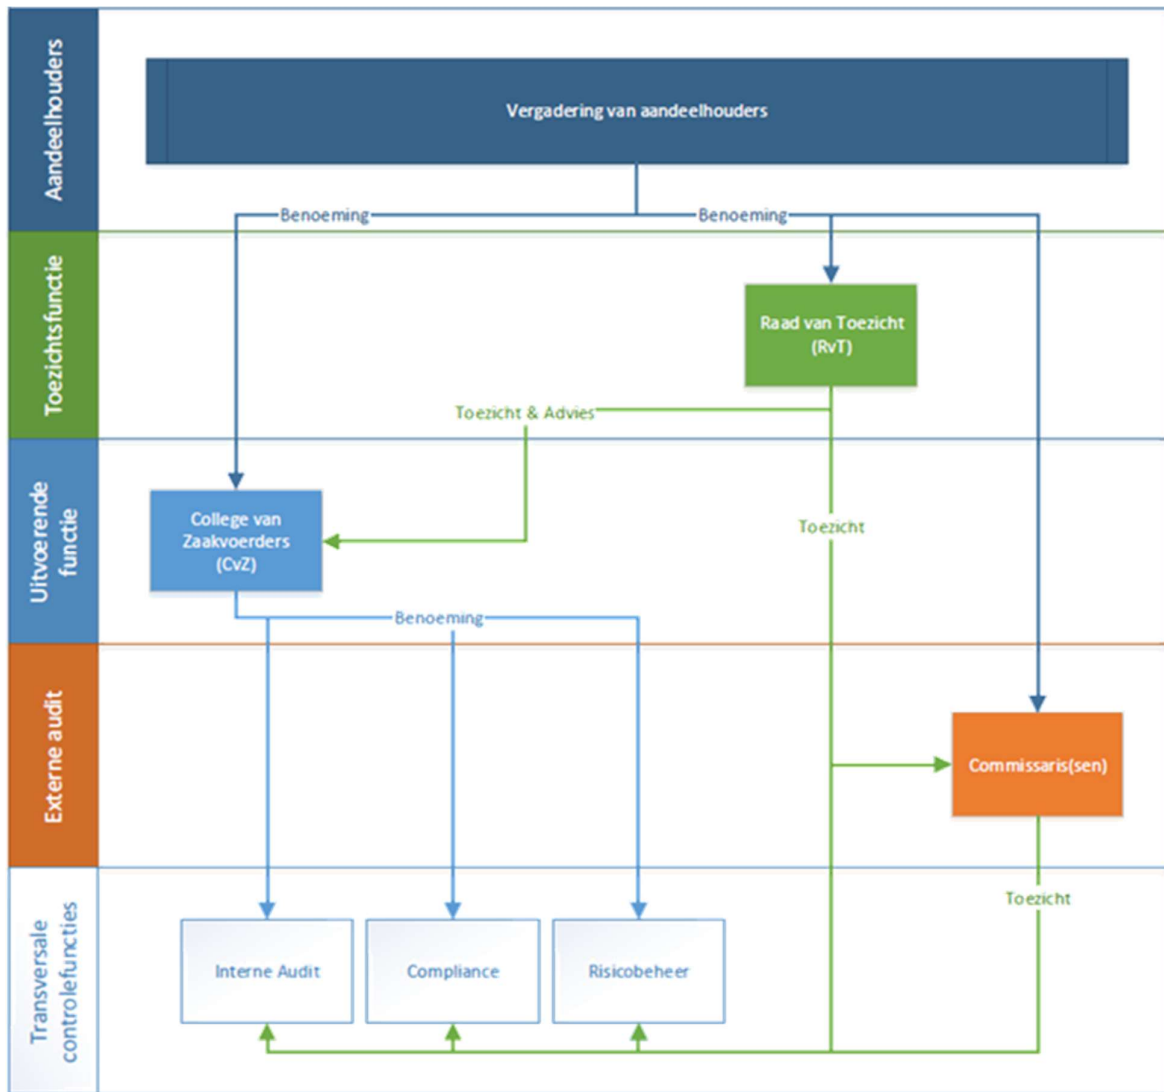 Aandeelhouders
Vergadering van aandeelhouders
Benoeming
Benoeming
Toezichtsfunctie
Raad van Toezicht
(RvT)
Toezicht & Advies
Uitvoerende
functie
College van
Zaakvoerders
(CvZ)
Toezicht
Benoeming
Externe audit
Commissaris(sen)
Transversale
controlefuncties
Toezicht
Interne Audit
Compliance
Risicobeheer